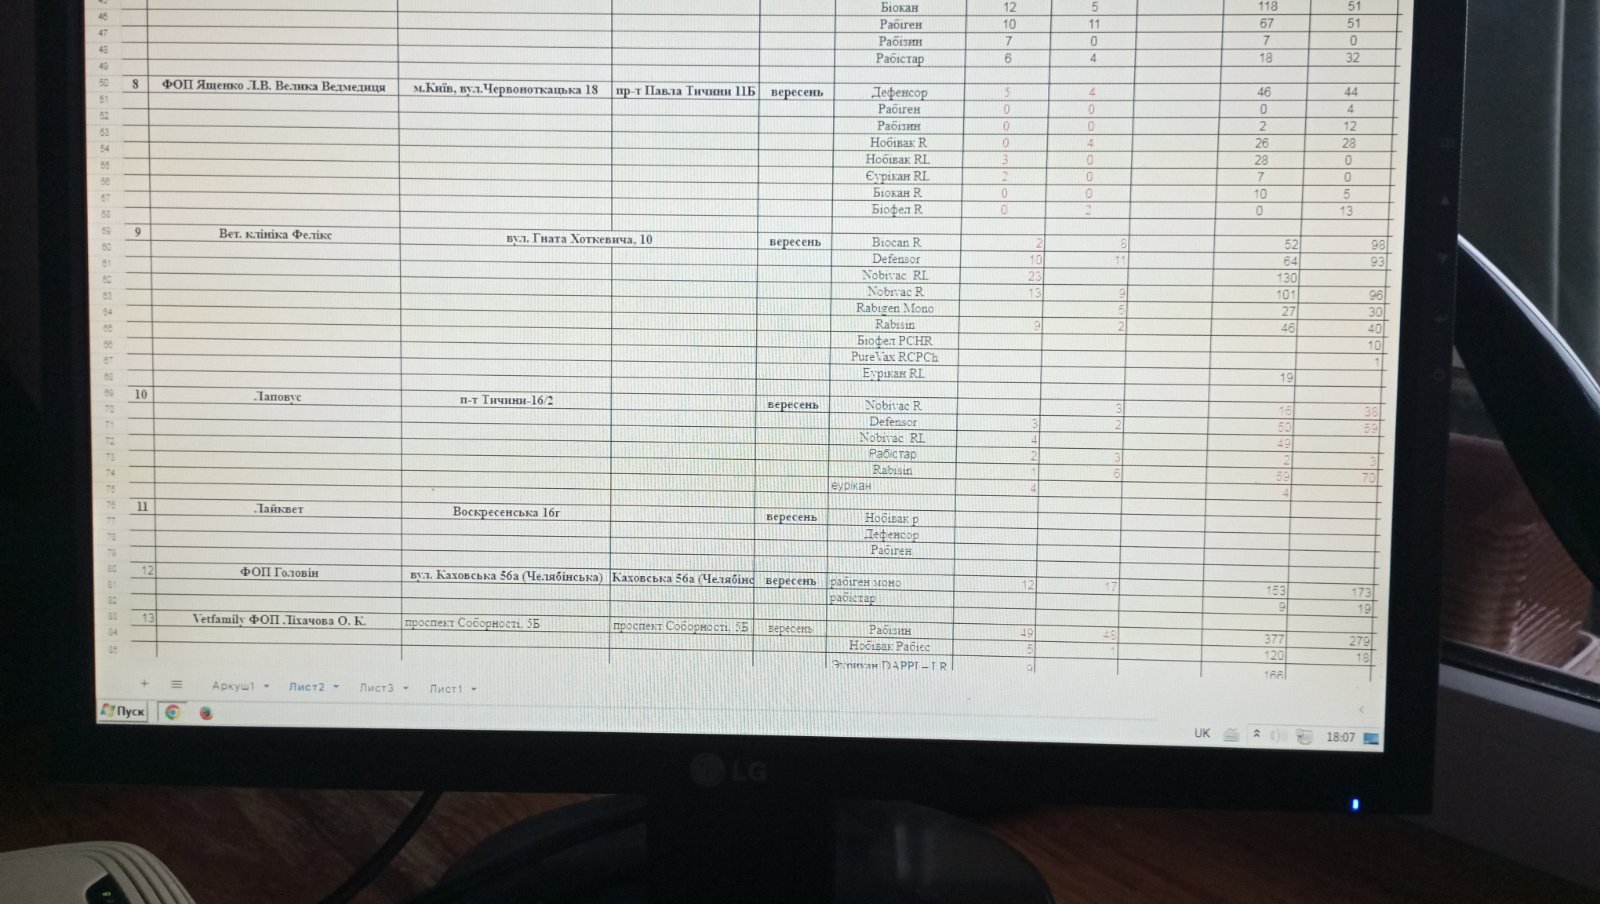 Біокан 12 5 118 51
46 Рабіген 10 11 67 51
47 Рабізин 7 0 7 0
48 Рабістар 6 4 18 32
49
50 8 ФОП Ященко Л.В. Велика Ведмедиця м.Київ, вул.Червоноткацька 18 пр-т Павла Тичини 11Б вересень Дефенсор 5 4 46 44
51 Рабіген 0 0 0 4
52 Рабізин 0 0 2 12
53 Нобівак R 0 4 26 28
54 Нобівак RL 3 0 28 0
55 Єурікан RL 2 0 7 0
56 Біокан R 0 0 10 5
57 Біофел R 0 2 0 13
58
59 9 Вет. клініка Фелікс вул. Гната Хоткевича, 10 вересень Biocan R 2 8 52 98
60 Defensor 10 11 64 93
61 Nobivac RL 23 130
62 Nobivac R 13 9 101 96
63 Rabigen Mono 5 27 30
64 Rabisin 9 2 46 40
65 Біофел PCHR 10
66 PureVax RCPCh 1
67 Еурікан RL 19
68
69 10 Лаповус п-т Тичини-16/2 вересень Nobivac R 3 16 38
70 Defensor 3 2 50 59
71 Nobivac RL 4 49
72 Рабістар 2 3 2 3
73 Rabisin 1 6 59 70
74 еурікан 4 4
75
76 11 Лайквет Воскресенська 16г вересень Нобівак р
77 Дефенсор
78 Рабіген
79
80 12 ФОП Головін вул. Каховська 56а (Челябінська) Каховська 56а (Челябінс вересень рабіген моно 12 17 153 173
81 рабістар 9 19
82
83 13 Vetfamily ФОП Ліхачова О. К. проспект Соборності, 5Б проспект Соборності, 5Б вересень Рабізин 49 48 377 279
84 Нобівак Рабієс 5 1 120 18
85 Эурикан DAPPI – LR 9 166
+ ≡ Аркуш1 Лист2 Лист3 Лист1
Пуск UK 18:07
LG